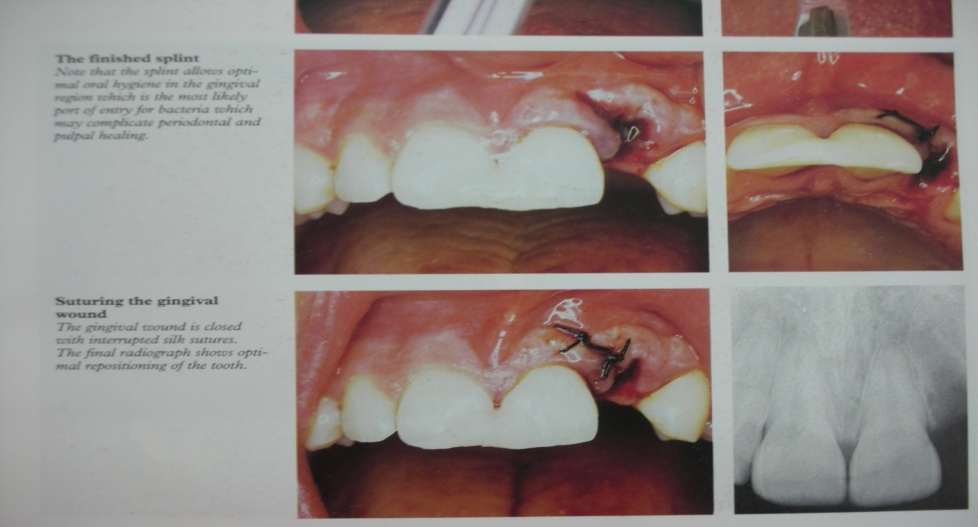 The finished splint
Note that the splint allows opti-
mal oral hygiene in the gingival
region which is the most likely
port of entry for bacteria which
may complicate periodontal and
pulpal healing.
Suturing the gingival
wound
The gingival wound is closed
with interrupted silk sutures.
The final radiograph shows opti-
mal repositioning of the tooth.